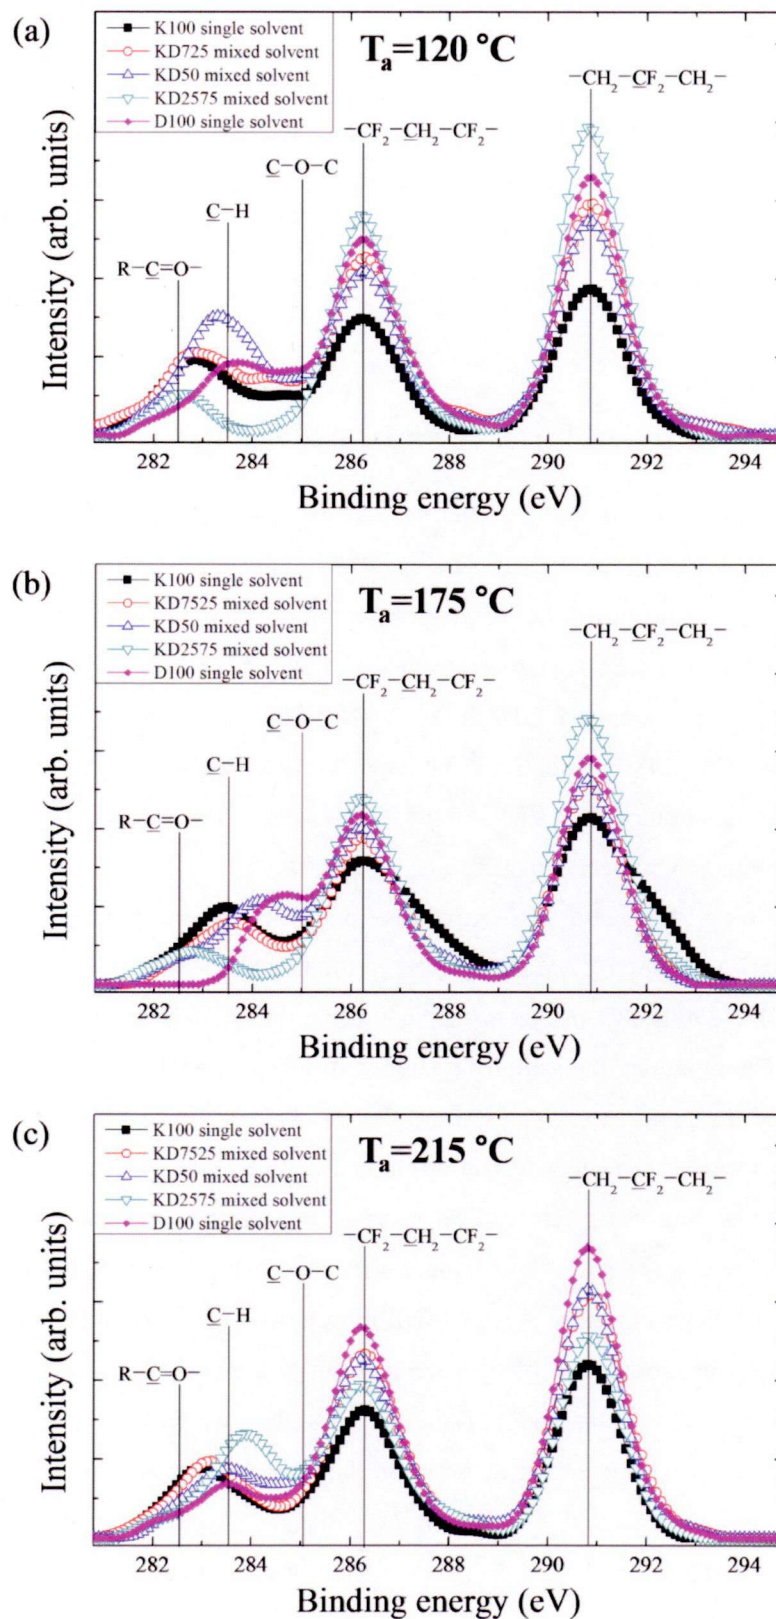 (a)
K100 single solvent
KD725 mixed solvent
KD50 mixed solvent
KD2575 mixed solvent
D100 single solvent
Tₐ=120 °C
−CH₂−CF₂−CH₂−
−CF₂−CH₂−CF₂−
C−O−C
C−H
R−C=O−
Intensity (arb. units)
282 284 286 288 290 292 294
Binding energy (eV)
(b)
K100 single solvent
KD7525 mixed solvent
KD50 mixed solvent
KD2575 mixed solvent
D100 single solvent
Tₐ=175 °C
−CH₂−CF₂−CH₂−
−CF₂−CH₂−CF₂−
C−O−C
C−H
R−C=O−
Intensity (arb. units)
282 284 286 288 290 292 294
Binding energy (eV)
(c)
K100 single solvent
KD7525 mixed solvent
KD50 mixed solvent
KD2575 mixed solvent
D100 single solvent
Tₐ=215 °C
−CH₂−CF₂−CH₂−
−CF₂−CH₂−CF₂−
C−O−C
C−H
R−C=O−
Intensity (arb. units)
282 284 286 288 290 292 294
Binding energy (eV)